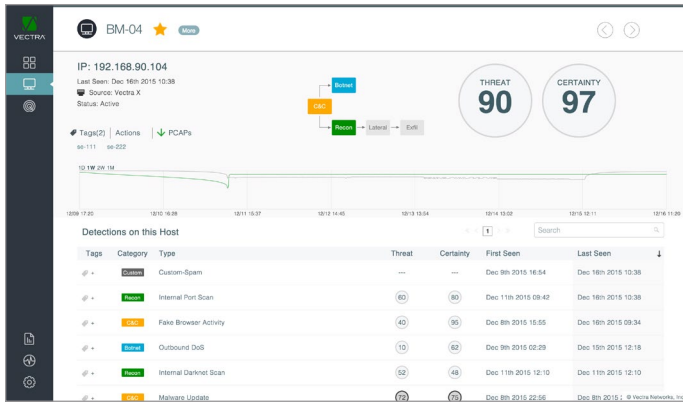 VECTRA
BM-04 More
IP: 192.168.90.104
Last Seen: Dec 16th 2015 10:38
Source: Vectra X
Status: Active
Tags(2) Actions PCAPs
se-111 se-222
Botnet
C&C
Recon Lateral Exfil
THREAT
90
CERTAINTY
97
1D 1W 2W 1M
12/09 17:20 12/10 16:28 12/11 15:37 12/12 14:45 12/13 13:54 12/14 13:02 12/15 12:11 12/16 11:20
Detections on this Host 1 Search
Tags Category Type Threat Certainty First Seen Last Seen
Custom Custom-Spam --- --- Dec 9th 2015 16:54 Dec 16th 2015 10:38
Recon Internal Port Scan 60 80 Dec 11th 2015 09:42 Dec 16th 2015 10:38
C&C Fake Browser Activity 40 95 Dec 8th 2015 15:55 Dec 16th 2015 09:34
Botnet Outbound DoS 10 62 Dec 9th 2015 02:29 Dec 15th 2015 12:18
Recon Internal Darknet Scan 52 48 Dec 11th 2015 12:10 Dec 11th 2015 12:10
C&C Malware Update 72 75 Dec 8th 2015 22:56 Dec 8th 2015
© Vectra Networks, Inc